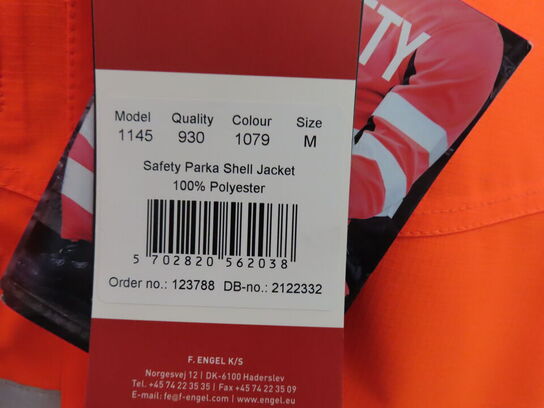 TY
Model Quality Colour Size
1145 930 1079 M
Safety Parka Shell Jacket
100% Polyester
5 702820 562038
Order no.: 123788 DB-no.: 2122332
F. ENGEL K/S
Norgesvej 12 | DK-6100 Haderslev
Tel. +45 74 22 35 35 | Fax +45 74 22 35 09
E-mail: fe@f-engel.com | www.engel.eu